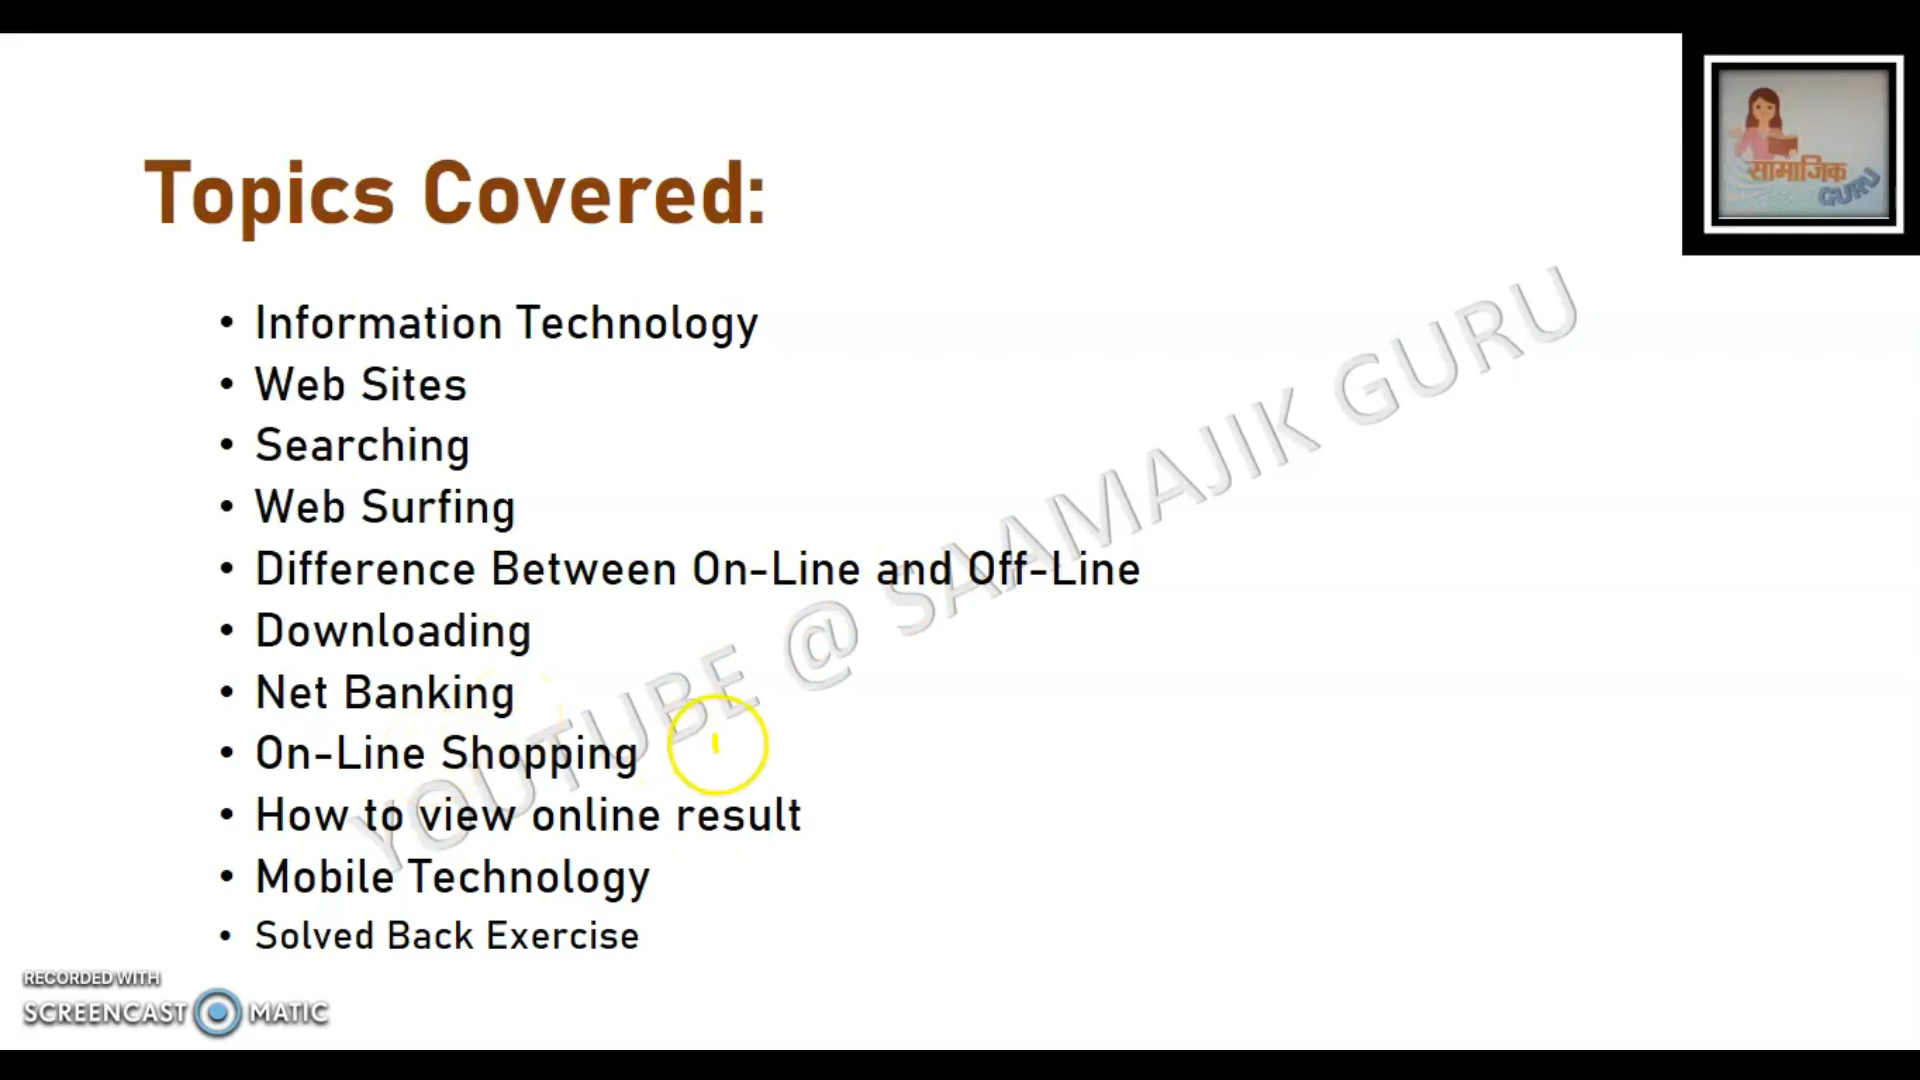 Topics Covered:
सामाजिक
GURU
• Information Technology
• Web Sites
• Searching
• Web Surfing
• Difference Between On-Line and Off-Line
• Downloading
• Net Banking
• On-Line Shopping
• How to view online result
• Mobile Technology
• Solved Back Exercise
YOUTUBE @ SAAMAJIK GURU
RECORDED WITH
SCREENCAST MATIC